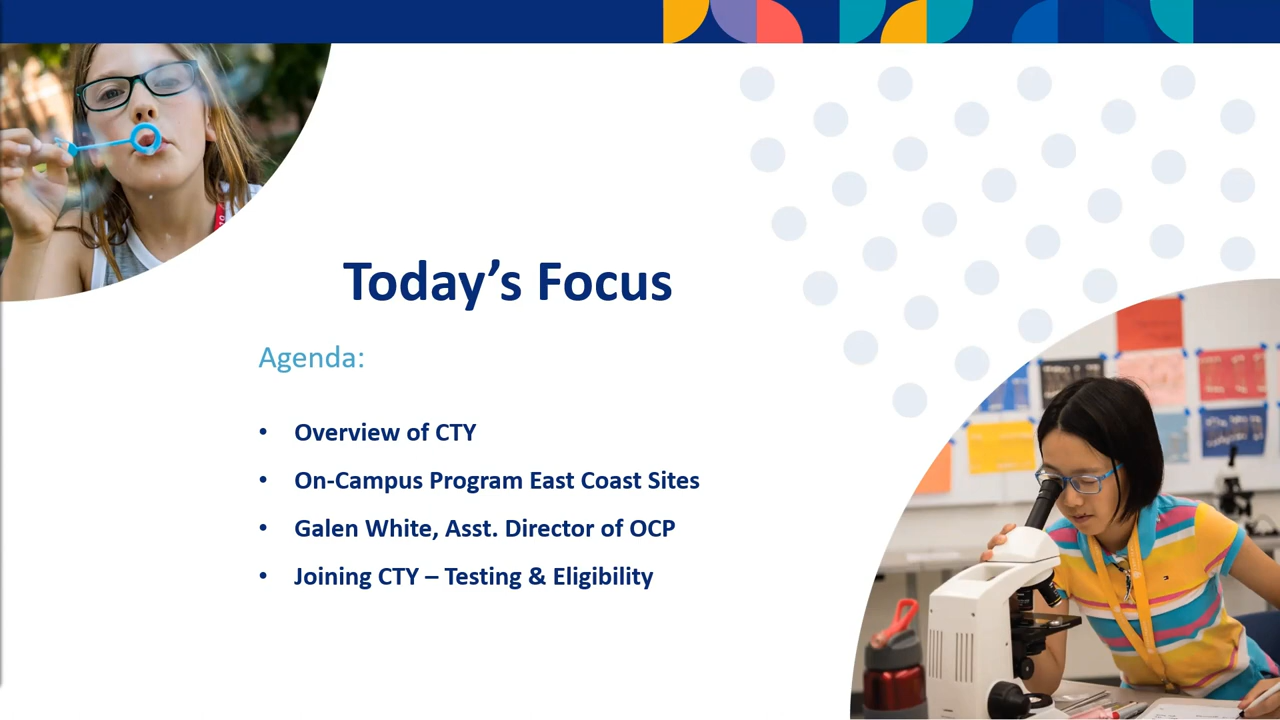 Today’s Focus
Agenda:
• Overview of CTY
• On-Campus Program East Coast Sites
• Galen White, Asst. Director of OCP
• Joining CTY – Testing & Eligibility